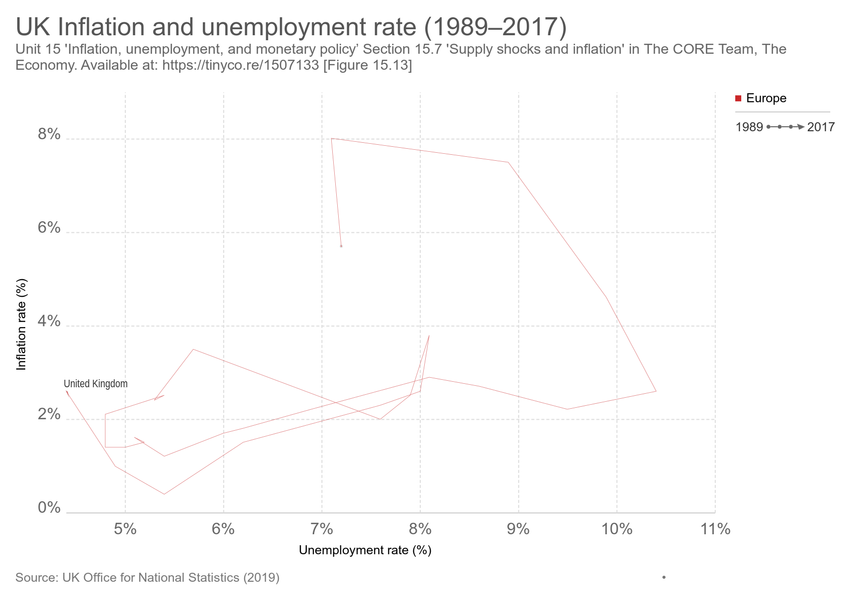 UK Inflation and unemployment rate (1989–2017)
Unit 15 'Inflation, unemployment, and monetary policy' Section 15.7 'Supply shocks and inflation' in The CORE Team, The
Economy. Available at: https://tinyco.re/1507133 [Figure 15.13]
Europe
1989 2017
8%
6%
4%
2%
0%
Inflation rate (%)
United Kingdom
5% 6% 7% 8% 9% 10% 11%
Unemployment rate (%)
Source: UK Office for National Statistics (2019)